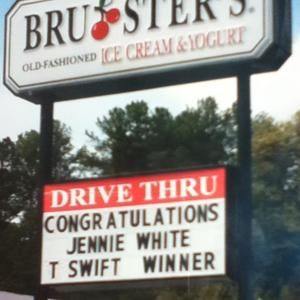 BRUSTER'S
OLD-FASHIONED ICE CREAM & YOGURT
DRIVE THRU
CONGRATULATIONS
JENNIE WHITE
T SWIFT WINNER